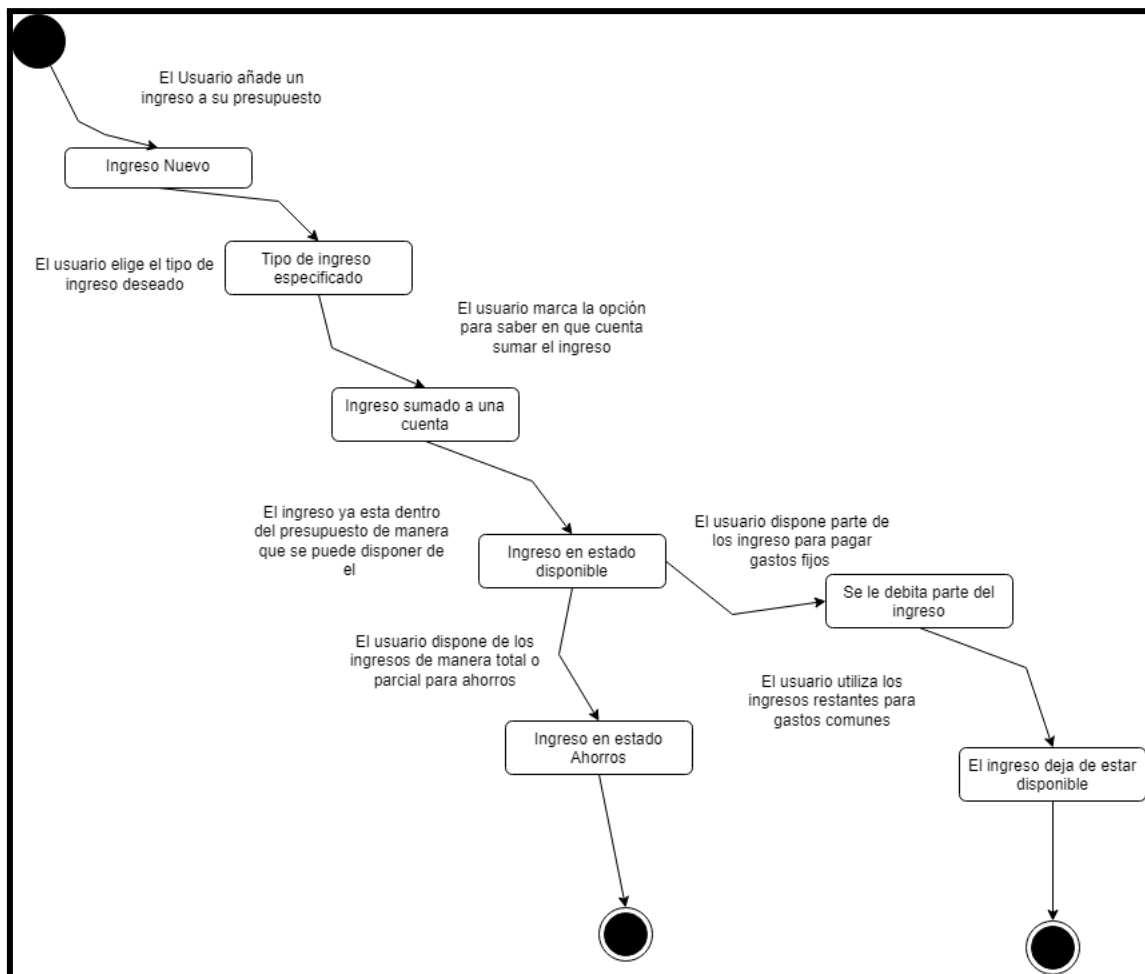 El Usuario añade un
ingreso a su presupuesto
Ingreso Nuevo
El usuario elige el tipo de
ingreso deseado
Tipo de ingreso
especificado
El usuario marca la opción
para saber en que cuenta
sumar el ingreso
Ingreso sumado a una
cuenta
El ingreso ya esta dentro
del presupuesto de manera
que se puede disponer de
el
Ingreso en estado
disponible
El usuario dispone parte de
los ingreso para pagar
gastos fijos
Se le debita parte del
ingreso
El usuario dispone de los
ingresos de manera total o
parcial para ahorros
El usuario utiliza los
ingresos restantes para
gastos comunes
Ingreso en estado
Ahorros
El ingreso deja de estar
disponible